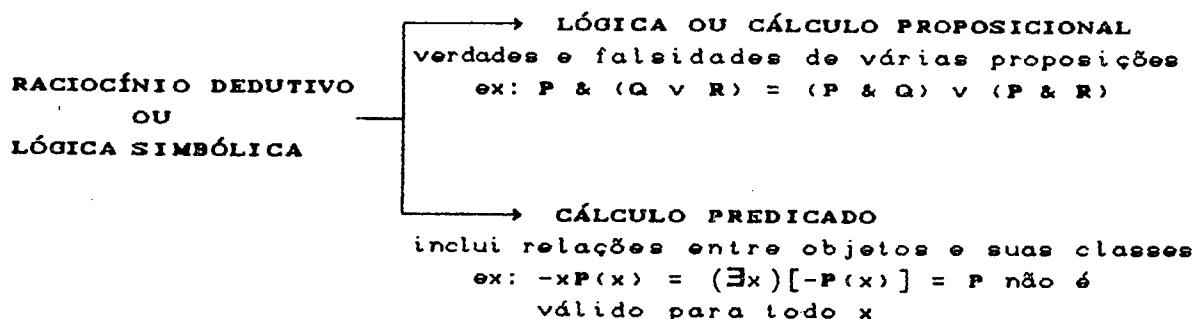 RACIOCÍNIO DEDUTIVO
OU
LÓGICA SIMBÓLICA
LÓGICA OU CÁLCULO PROPOSICIONAL
verdades e falsidades de várias proposições
ex: P & (Q v R) = (P & Q) v (P & R)
CÁLCULO PREDICADO
inclui relações entre objetos e suas classes
ex: -xP(x) = (∃x)[-P(x)] = P não é
válido para todo x